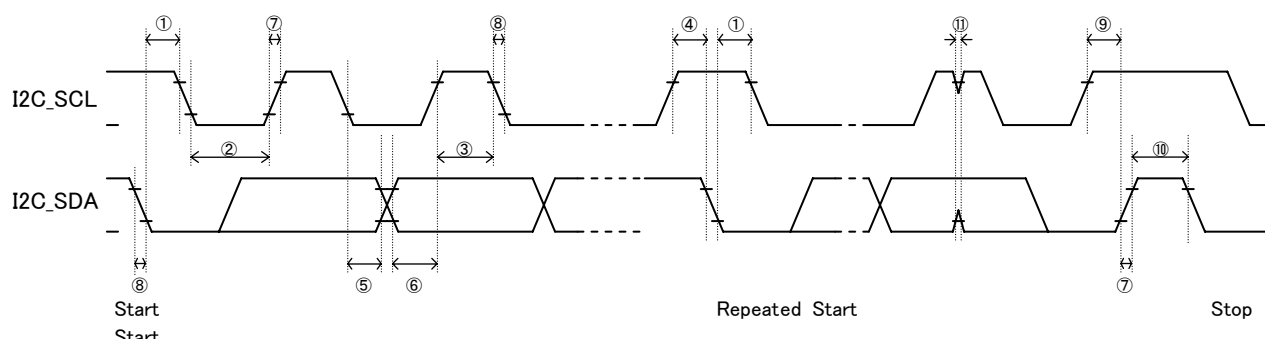 ① ⑦ ⑧ ④ ① ⑪ ⑨
I2C_SCL
② ③ ⑩
I2C_SDA
⑧ ⑤ ⑥ ⑦
Start Repeated Start Stop
Start